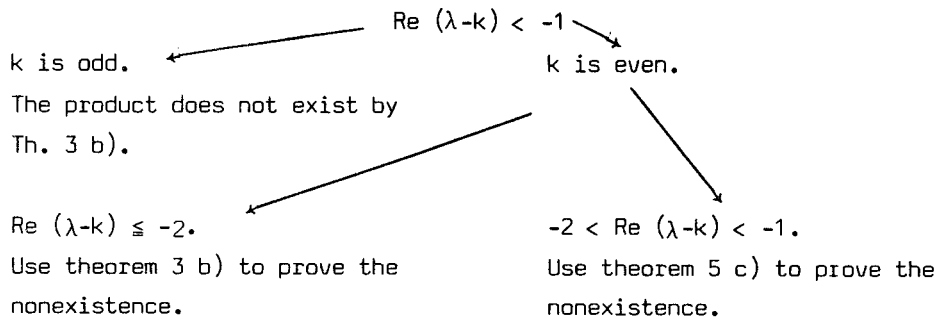 Re (λ-k) < -1
k is odd.
The product does not exist by
Th. 3 b).
k is even.
Re (λ-k) ≦ -2.
Use theorem 3 b) to prove the
nonexistence.
-2 < Re (λ-k) < -1.
Use theorem 5 c) to prove the
nonexistence.